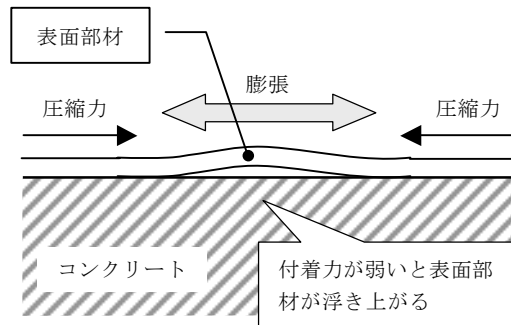 表面部材
膨張
圧縮力
圧縮力
コンクリート
付着力が弱いと表面部
材が浮き上がる